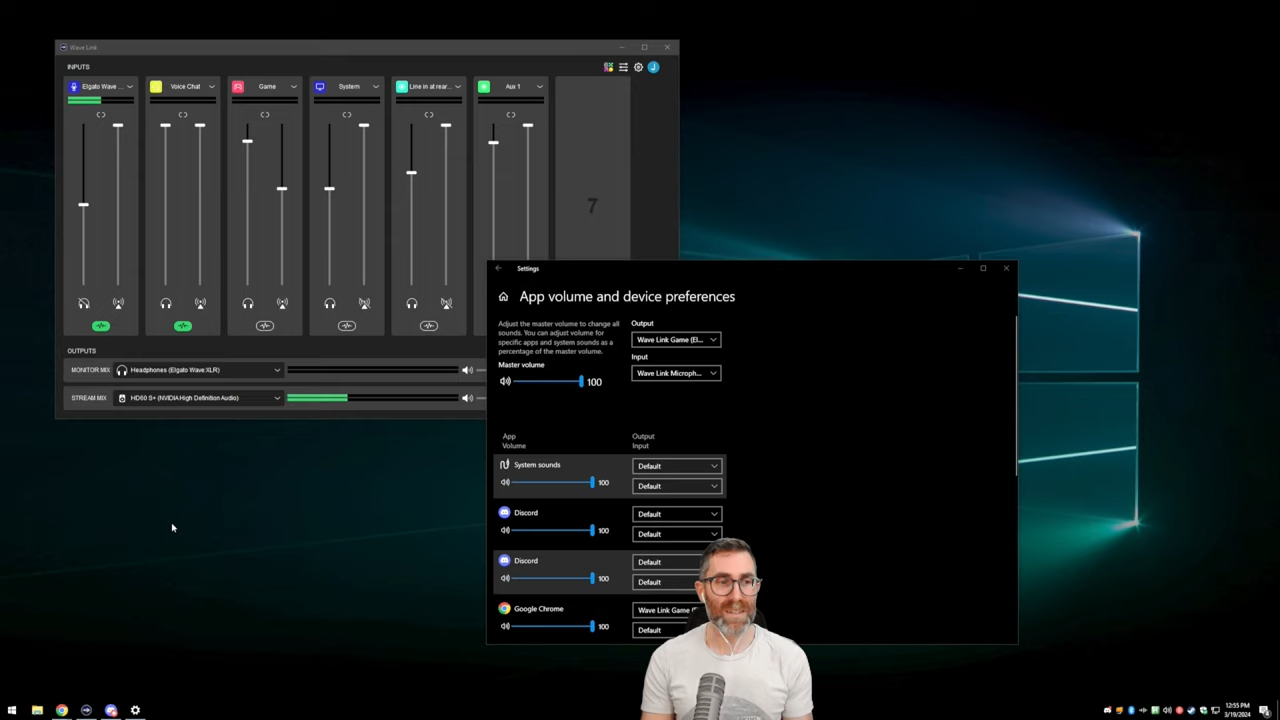 Wave Link
INPUTS
Elgato Wave ...
Voice Chat
Game
System
Line in at rear...
Aux 1
7
OUTPUTS
MONITOR MIX
Headphones (Elgato Wave:XLR)
STREAM MIX
HD60 S+ (NVIDIA High Definition Audio)
Settings
App volume and device preferences
Adjust the master volume to change all
sounds. You can adjust volume for
specific apps and system sounds as a
percentage of the master volume.
Master volume
100
Output
Wave Link Game (El...
Input
Wave Link Microph...
App
Volume
Output
Input
System sounds
100
Default
Default
Discord
100
Default
Default
Discord
100
Default
Default
Google Chrome
100
Wave Link Game (
Default
12:55 PM
3/19/2024